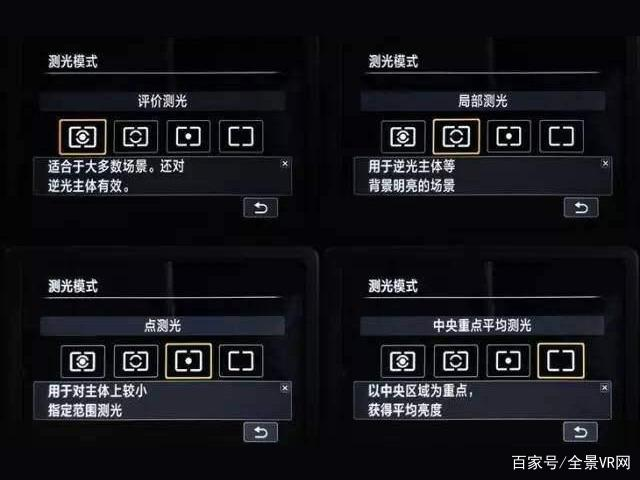 测光模式
评价测光
适合于大多数场景。还对
逆光主体有效。
测光模式
局部测光
用于逆光主体等
背景明亮的场景
测光模式
点测光
用于对主体上较小
指定范围测光
测光模式
中央重点平均测光
以中央区域为重点，
获得平均亮度
百家号/全景VR网